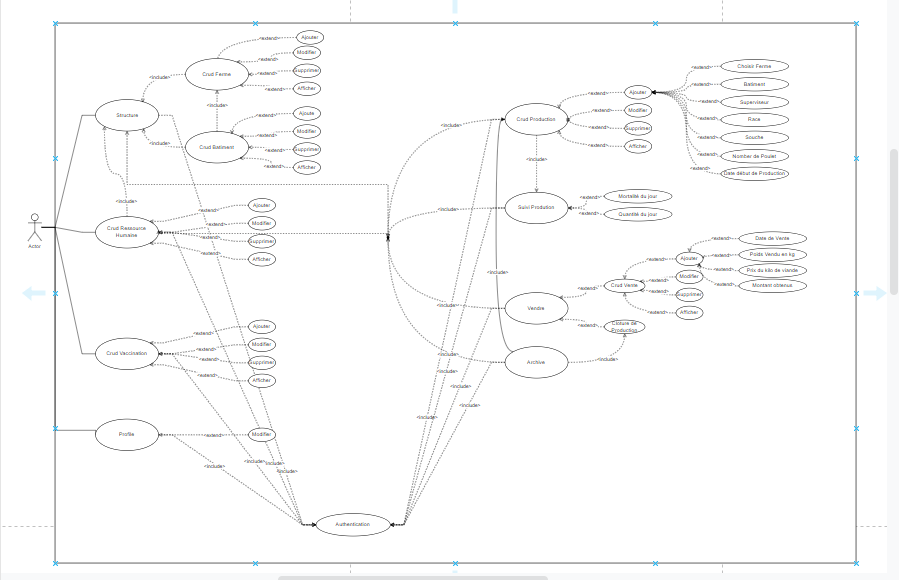 Ajouter
<extend>
Modifier
<extend>
Supprimer
<extend>
Afficher
<extend>
Crud Ferme
<include>
Structure
<include>
Ajoute
<extend>
Modifier
<extend>
Supprimer
<extend>
Afficher
<extend>
Crud Batiment
<include>
<include>
Actor
Crud Ressource
Humaine
Ajouter
<extend>
Modifier
<extend>
Supprimer
<extend>
Afficher
<extend>
Crud Vaccination
Ajouter
<extend>
Modifier
<extend>
Supprimer
<extend>
Afficher
<extend>
Profile
<extend>
Modifier
<include>
<include>
<include>
<include>
Authentication
Crud Production
<include>
<extend>
Ajouter
<extend>
Modifier
<extend>
Supprimer
<extend>
Afficher
<extend>
Choisir Ferme
<extend>
Batiment
<extend>
Superviseur
<extend>
Race
<extend>
Souche
<extend>
Nomber de Poulet
<extend>
Date début de Production
<include>
Suivi Prodution
<include>
<extend>
Mortalité du jour
<extend>
Quantité du jour
<include>
Vendre
<include>
<extend>
Crud Vente
<extend>
Ajouter
<extend>
Modifier
<extend>
Supprimer
<extend>
Afficher
<extend>
Date de Vente
<extend>
Poids Vendu en kg
<extend>
Prix du kilo de viande
<extend>
Montant obtenue
<extend>
Cloture de
Production
Archive
<include>
<include>
<include>
<include>
<include>
<include>